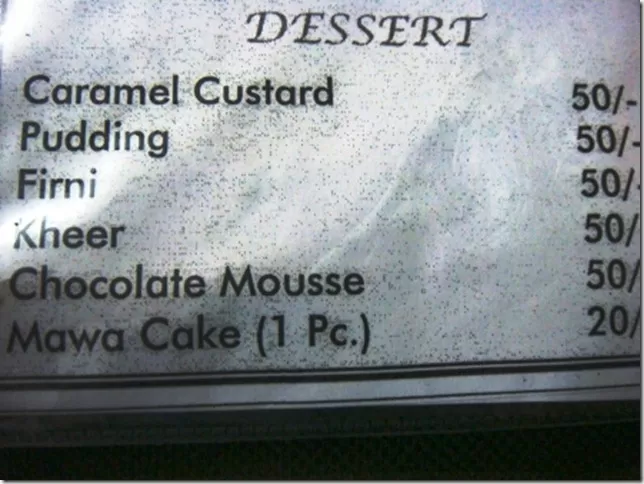 DESSERT
Caramel Custard 50/-
Pudding 50/-
Firni 50/
Kheer 50/
Chocolate Mousse 50/
Mawa Cake (1 Pc.) 20/